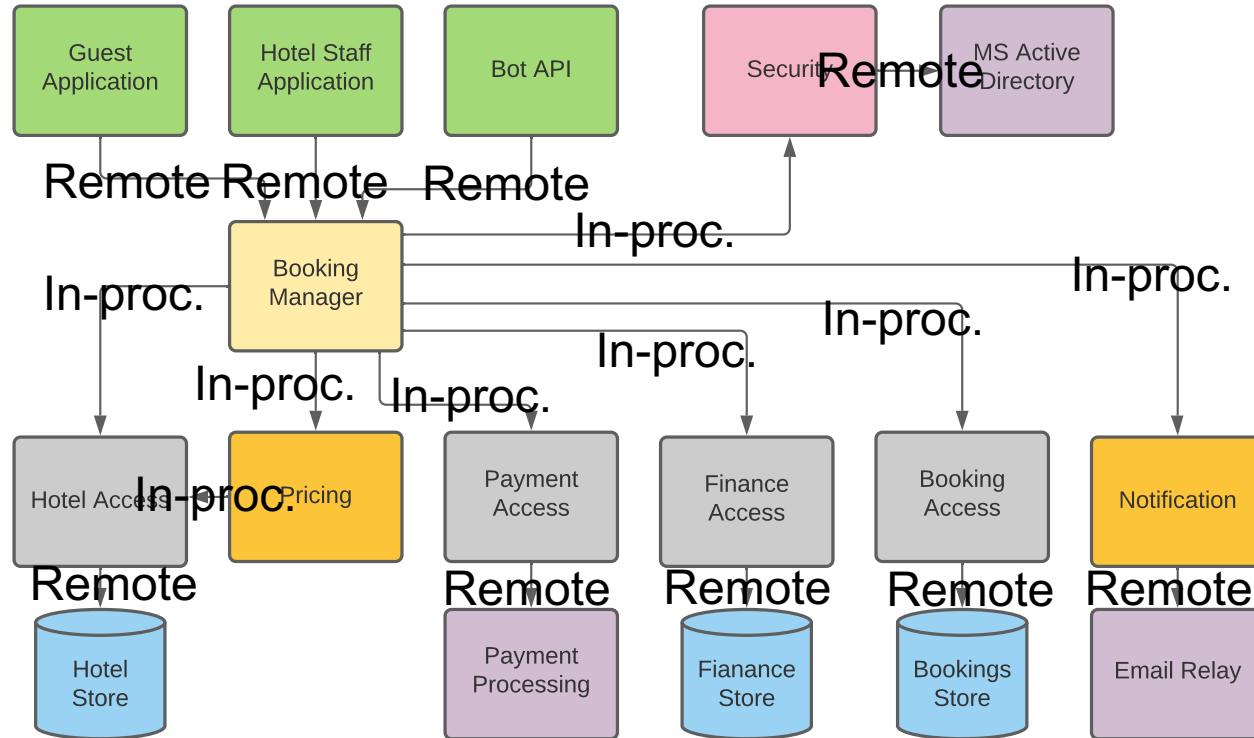 Guest
Application
Hotel Staff
Application
Bot API
Security
Remote
MS Active
Directory
Remote
Remote
Remote
In-proc.
Booking
Manager
In-proc.
In-proc.
In-proc.
In-proc.
In-proc.
In-proc.
Hotel Access
In-proc.
Pricing
Payment
Access
Finance
Access
Booking
Access
Notification
Remote
Remote
Remote
Remote
Remote
Hotel
Store
Payment
Processing
Fianance
Store
Bookings
Store
Email Relay